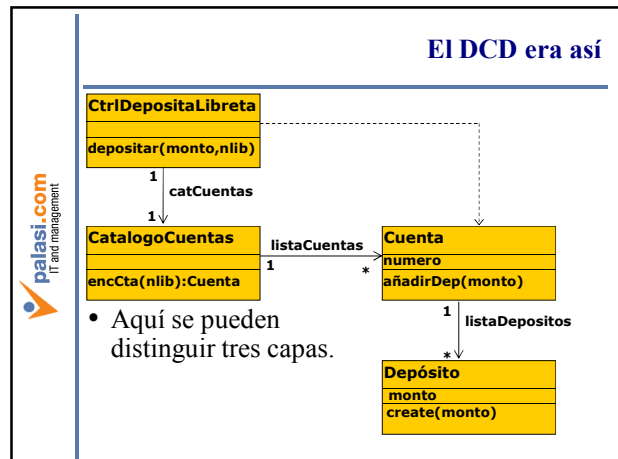 El DCD era así
CtrlDepositaLibreta
depositar(monto,nlib)
1
catCuentas
1
CatalogoCuentas
encCta(nlib):Cuenta
listaCuentas
1
*
Cuenta
numero
añadirDep(monto)
1
listaDepositos
*
Depósito
monto
create(monto)
• Aquí se pueden
distinguir tres capas.
palasi.com
IT and management